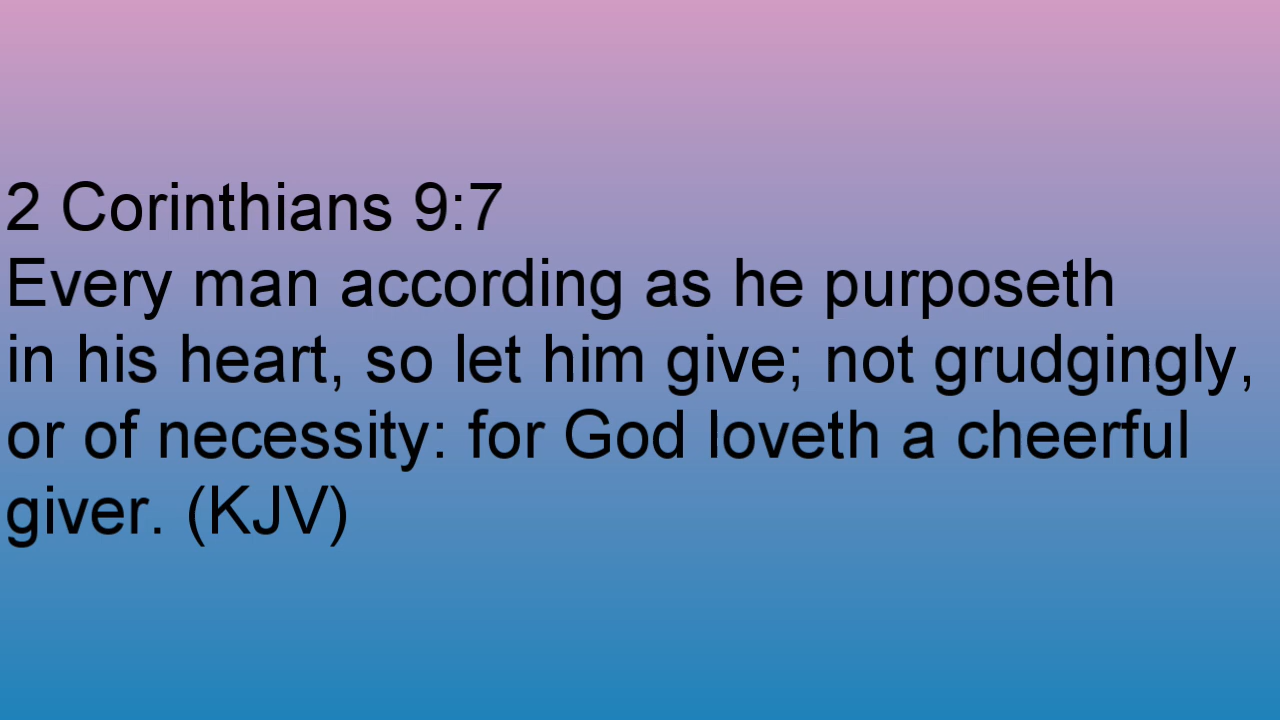 2 Corinthians 9:7
Every man according as he purposeth
in his heart, so let him give; not grudgingly,
or of necessity: for God loveth a cheerful
giver. (KJV)